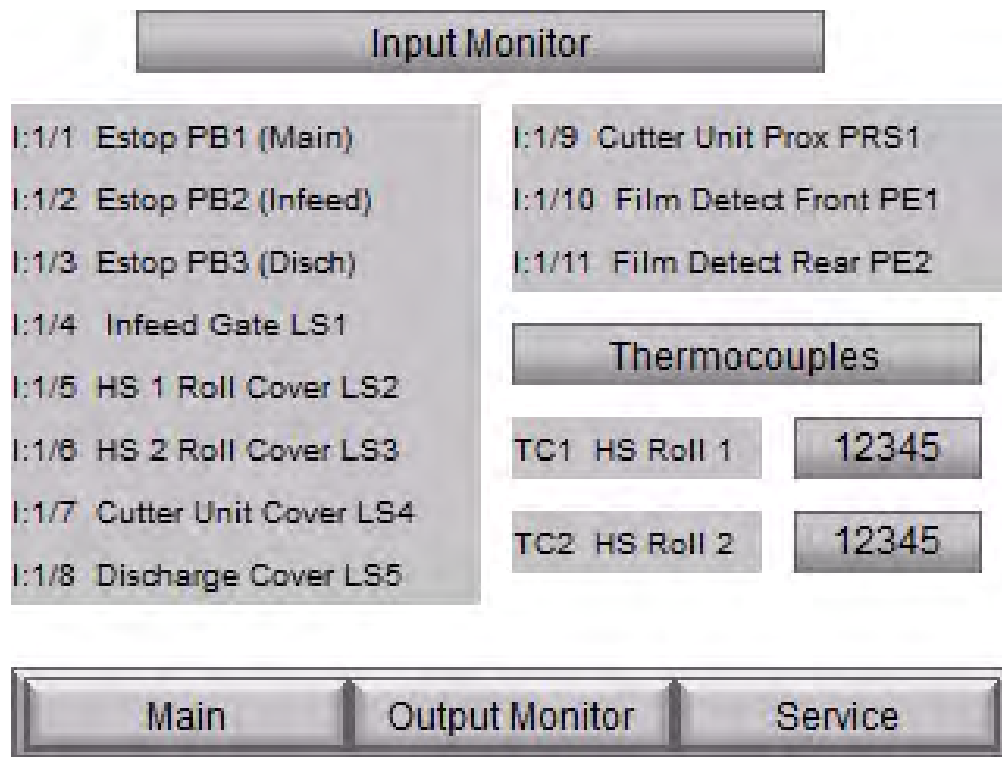 Input Monitor
I:1/1 Estop PB1 (Main)
I:1/2 Estop PB2 (Infeed)
I:1/3 Estop PB3 (Disch)
I:1/4 Infeed Gate LS1
I:1/5 HS 1 Roll Cover LS2
I:1/6 HS 2 Roll Cover LS3
I:1/7 Cutter Unit Cover LS4
I:1/8 Discharge Cover LS5
I:1/9 Cutter Unit Prox PRS1
I:1/10 Film Detect Front PE1
I:1/11 Film Detect Rear PE2
Thermocouples
TC1 HS Roll 1 12345
TC2 HS Roll 2 12345
Main Output Monitor Service